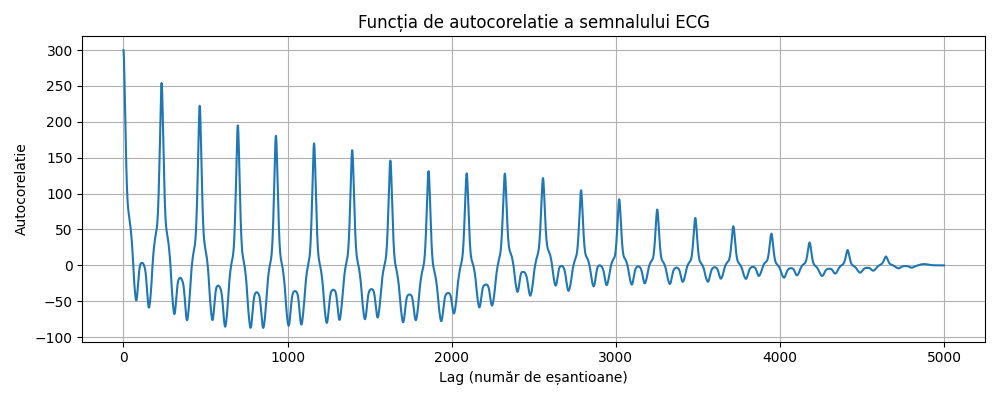 Funcția de autocorelatie a semnalului ECG
300
250
200
150
100
50
0
−50
−100
Autocorelatie
0 1000 2000 3000 4000 5000
Lag (număr de eșantioane)